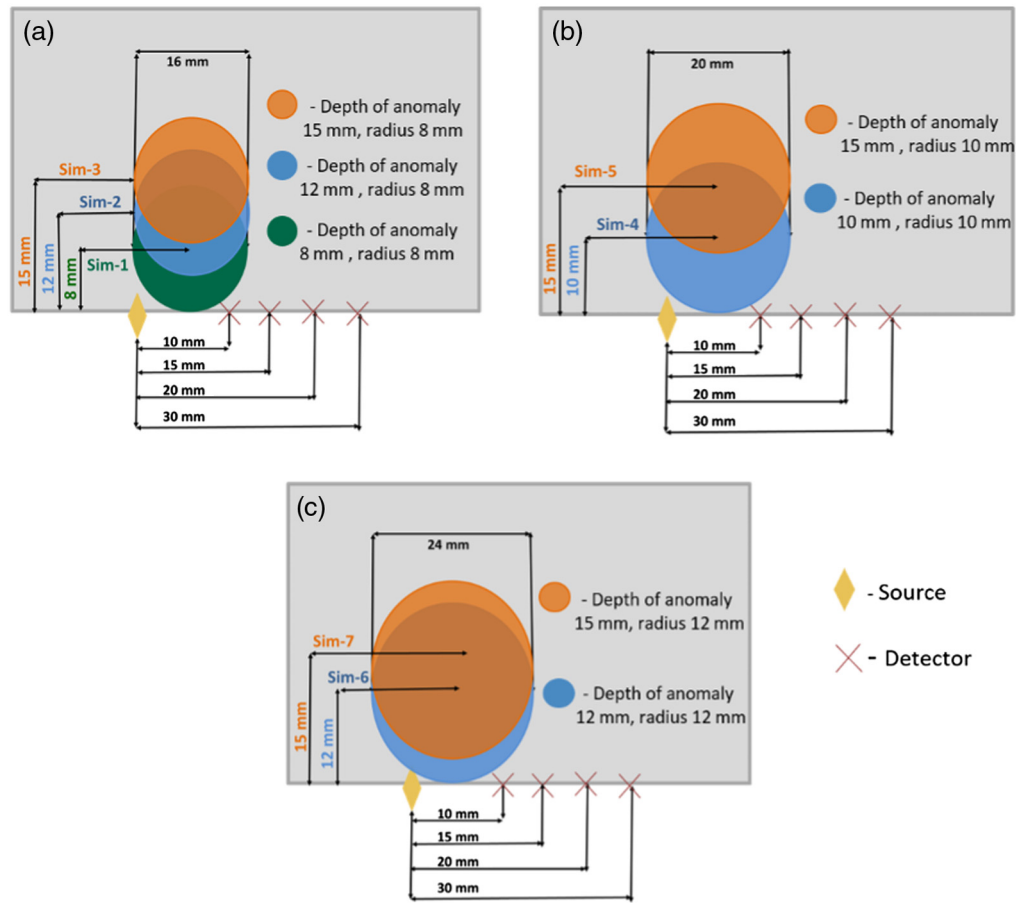 (a)
16 mm
- Depth of anomaly
15 mm, radius 8 mm
- Depth of anomaly
12 mm , radius 8 mm
- Depth of anomaly
8 mm , radius 8 mm
Sim-3
Sim-2
Sim-1
15 mm
12 mm
8 mm
10 mm
15 mm
20 mm
30 mm
(b)
20 mm
- Depth of anomaly
15 mm , radius 10 mm
- Depth of anomaly
10 mm , radius 10 mm
Sim-5
Sim-4
15 mm
10 mm
10 mm
15 mm
20 mm
30 mm
(c)
24 mm
- Depth of anomaly
15 mm, radius 12 mm
- Depth of anomaly
12 mm, radius 12 mm
Sim-7
Sim-6
15 mm
12 mm
10 mm
15 mm
20 mm
30 mm
- Source
- Detector